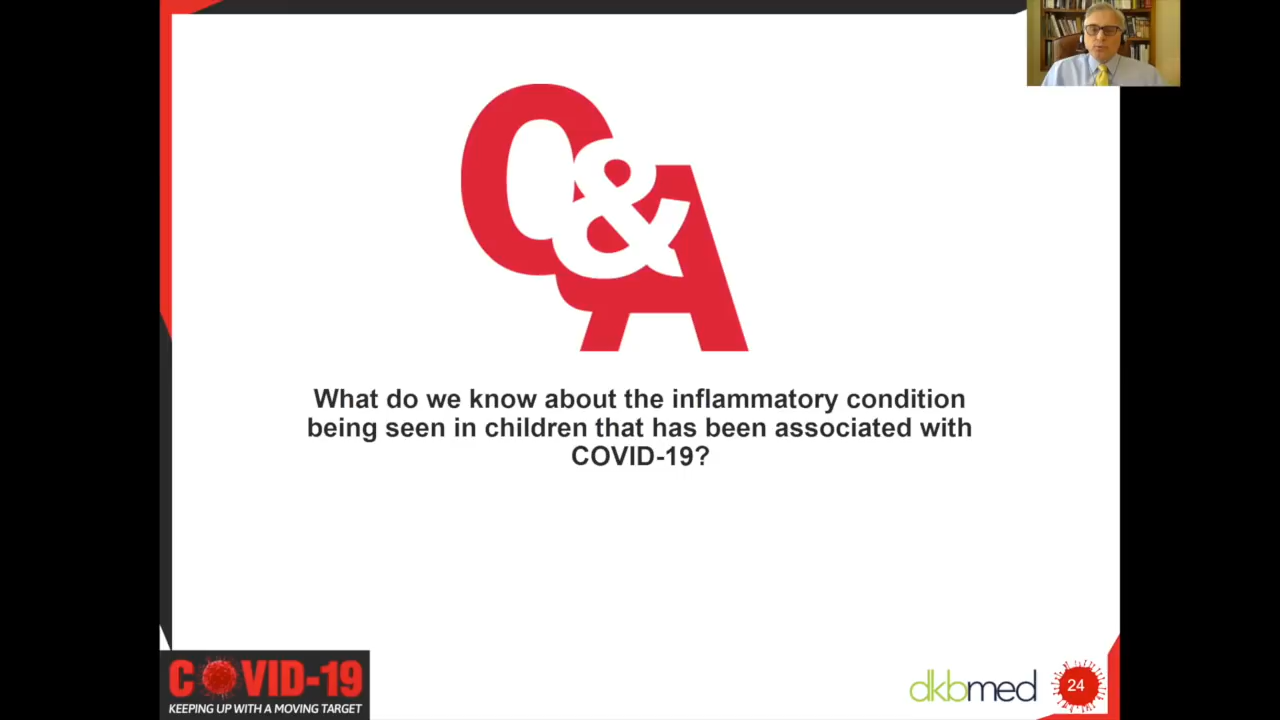 Q&A
What do we know about the inflammatory condition
being seen in children that has been associated with
COVID-19?
COVID-19
KEEPING UP WITH A MOVING TARGET
dkbmed
24